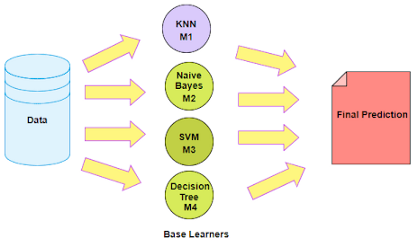 KNN
M1
Naive
Bayes
M2
Data
Final Prediction
SVM
M3
Decision
Tree
M4
Base Learners